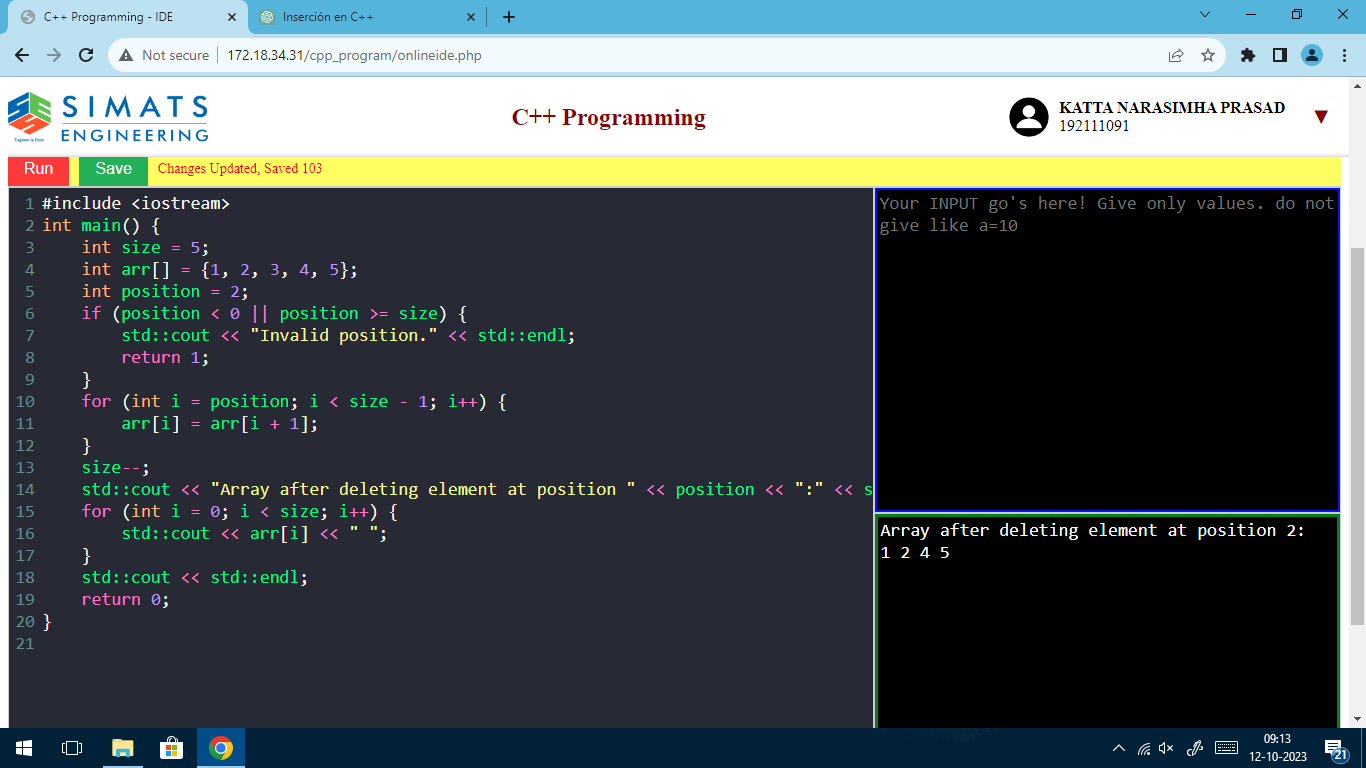 C++ Programming - IDE
Inserción en C++
Not secure
172.18.34.31/cpp_program/onlineide.php
SIMATS
ENGINEERING
C++ Programming
KATTA NARASIMHA PRASAD
192111091
Run
Save
Changes Updated, Saved 103
1 #include <iostream>
2 int main() {
3     int size = 5;
4     int arr[] = {1, 2, 3, 4, 5};
5     int position = 2;
6     if (position < 0 || position >= size) {
7         std::cout << "Invalid position." << std::endl;
8         return 1;
9     }
10     for (int i = position; i < size - 1; i++) {
11         arr[i] = arr[i + 1];
12     }
13     size--;
14     std::cout << "Array after deleting element at position " << position << ":" << s
15     for (int i = 0; i < size; i++) {
16         std::cout << arr[i] << " ";
17     }
18     std::cout << std::endl;
19     return 0;
20 }
21
Your INPUT go's here! Give only values. do not
give like a=10
Array after deleting element at position 2:
1 2 4 5
09:13
12-10-2023
21